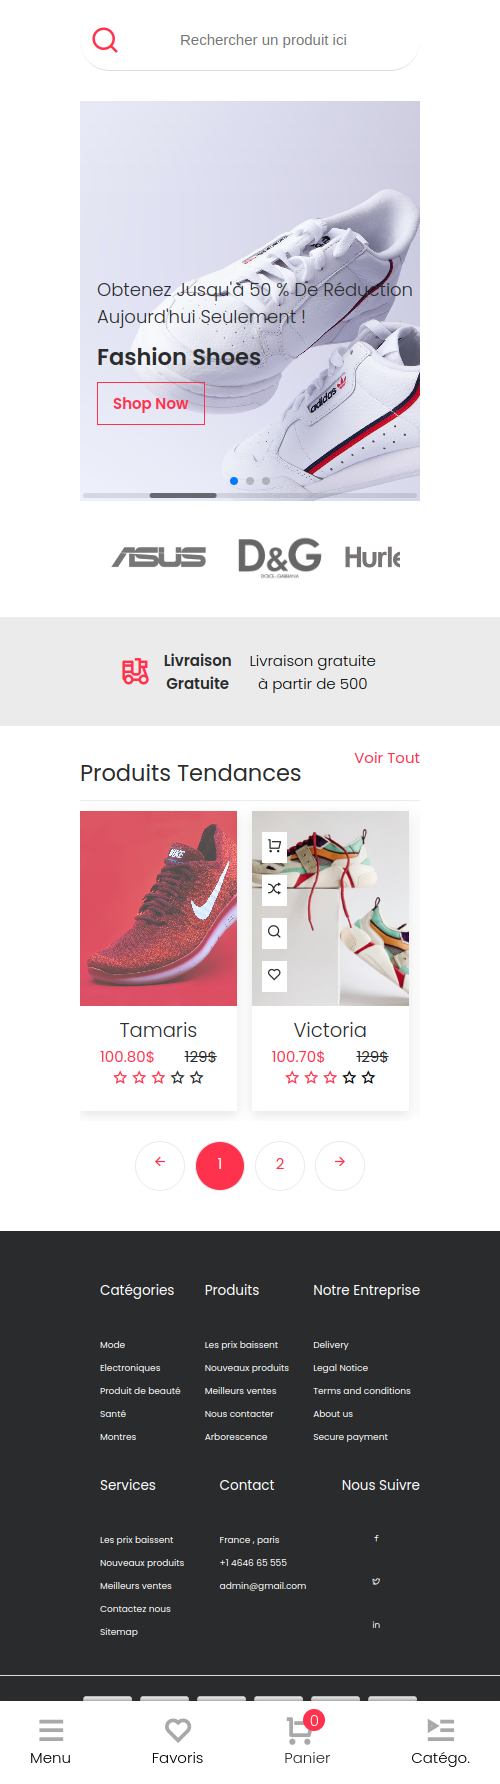 Rechercher un produit ici
Obtenez Jusqu'à 50 % De Réduction
Aujourd'hui Seulement !
Fashion Shoes
adidas
Shop Now
ASUS
D&G
DOLCE & GABBANA
Hurle
Livraison
Gratuite
Livraison gratuite
à partir de 500
Produits Tendances
Voir Tout
NIKE
Tamaris
100.80$ 129$
Victoria
100.70$ 129$
← 1 2 →
Catégories
Mode
Electroniques
Produit de beauté
Santé
Montres
Produits
Les prix baissent
Nouveaux produits
Meilleurs ventes
Nous contacter
Arborescence
Notre Entreprise
Delivery
Legal Notice
Terms and conditions
About us
Secure payment
Services
Les prix baissent
Nouveaux produits
Meilleurs ventes
Contactez nous
Sitemap
Contact
France , paris
+1 4646 65 555
admin@gmail.com
Nous Suivre
f
in
Menu
Favoris
0
Panier
Catégo.